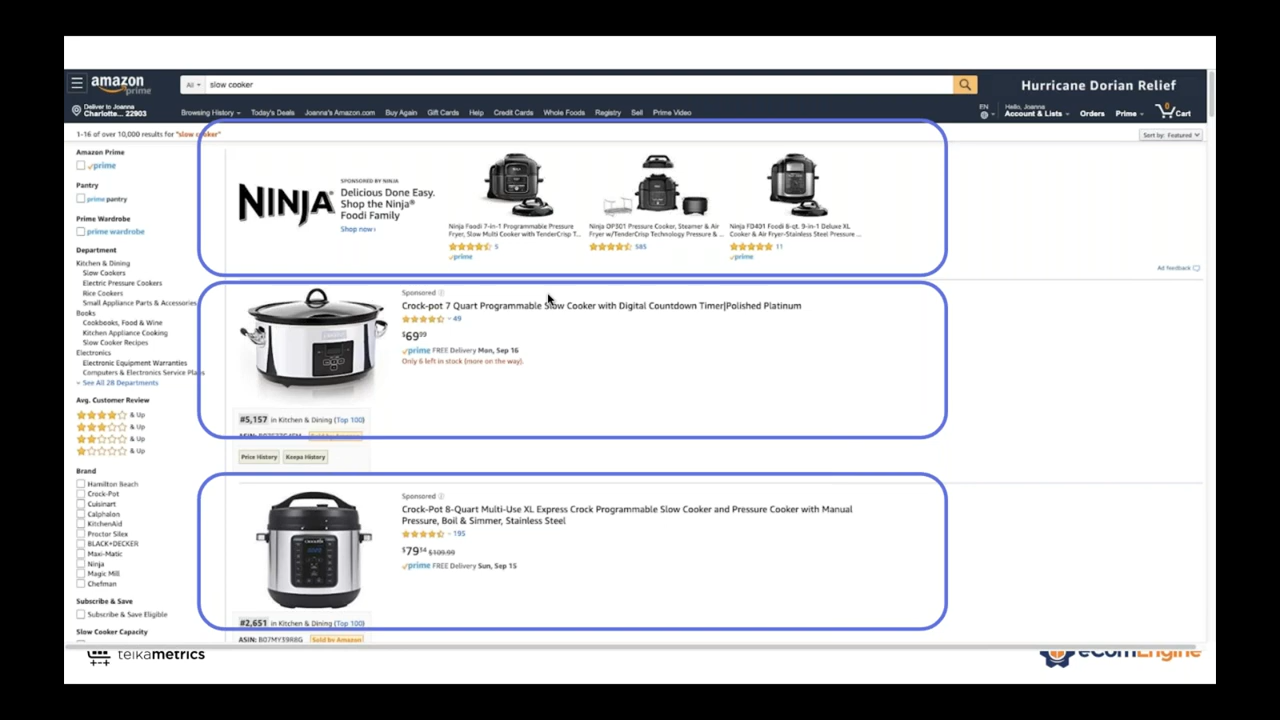 amazon
prime
All
slow cooker
Hurricane Dorian Relief
Deliver to Joanna
Charlotte... 22903
Browsing History
Today's Deals
Joanna's Amazon.com
Buy Again
Gift Cards
Help
Credit Cards
Whole Foods
Registry
Sell
Prime Video
EN
Hello, Joanna
Account & Lists
Orders
Prime
0
Cart
1-16 of over 10,000 results for "slow cooker"
Sort by: Featured
Amazon Prime
prime
Pantry
prime pantry
Prime Wardrobe
prime wardrobe
Department
Kitchen & Dining
Slow Cookers
Electric Pressure Cookers
Rice Cookers
Small Appliance Parts & Accessories
Books
Cookbooks, Food & Wine
Kitchen Appliance Cooking
Slow Cooker Recipes
Electronics
Electronic Equipment Warranties
Computers & Electronics Service Plans
See All 28 Departments
Avg. Customer Review
& Up
& Up
& Up
& Up
Brand
Hamilton Beach
Crock-Pot
Cuisinart
Calphalon
KitchenAid
Proctor Silex
BLACK+DECKER
Maxi-Matic
Ninja
Magic Mill
Chefman
Subscribe & Save
Subscribe & Save Eligible
Slow Cooker Capacity
NINJA
SPONSORED BY NINJA
Delicious Done Easy.
Shop the Ninja®
Foodi Family
Shop now ›
Ninja Foodi 7-in-1 Programmable Pressure
Fryer, Slow Multi Cooker with TenderCrisp T...
5
prime
Ninja OP301 Pressure Cooker, Steamer & Air
Fryer w/TenderCrisp Technology Pressure & ...
585
Ninja FD401 Foodi 8-qt. 9-in-1 Deluxe XL
Cooker & Air Fryer-Stainless Steel Pressure ...
11
prime
Ad feedback
Sponsored
Crock-pot 7 Quart Programmable Slow Cooker with Digital Countdown Timer|Polished Platinum
49
$69⁹⁹
prime FREE Delivery Mon, Sep 16
Only 6 left in stock (more on the way).
#5,157 in Kitchen & Dining (Top 100)
Price History
Keepa History
Sponsored
Crock-Pot 8-Quart Multi-Use XL Express Crock Programmable Slow Cooker and Pressure Cooker with Manual
Pressure, Boil & Simmer, Stainless Steel
195
$79¹⁴ $109.99
prime FREE Delivery Sun, Sep 15
#2,651 in Kitchen & Dining (Top 100)
ASIN: B07MY39R8G Sold by Amazon
teikametrics
eComEngine